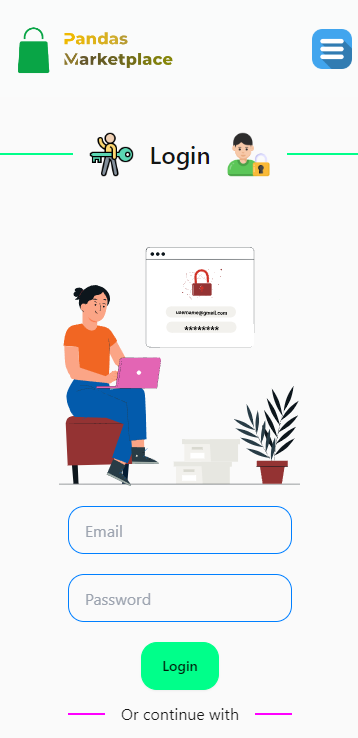 Pandas
Marketplace
Login
username@gmail.com
********
Email
Password
Login
Or continue with